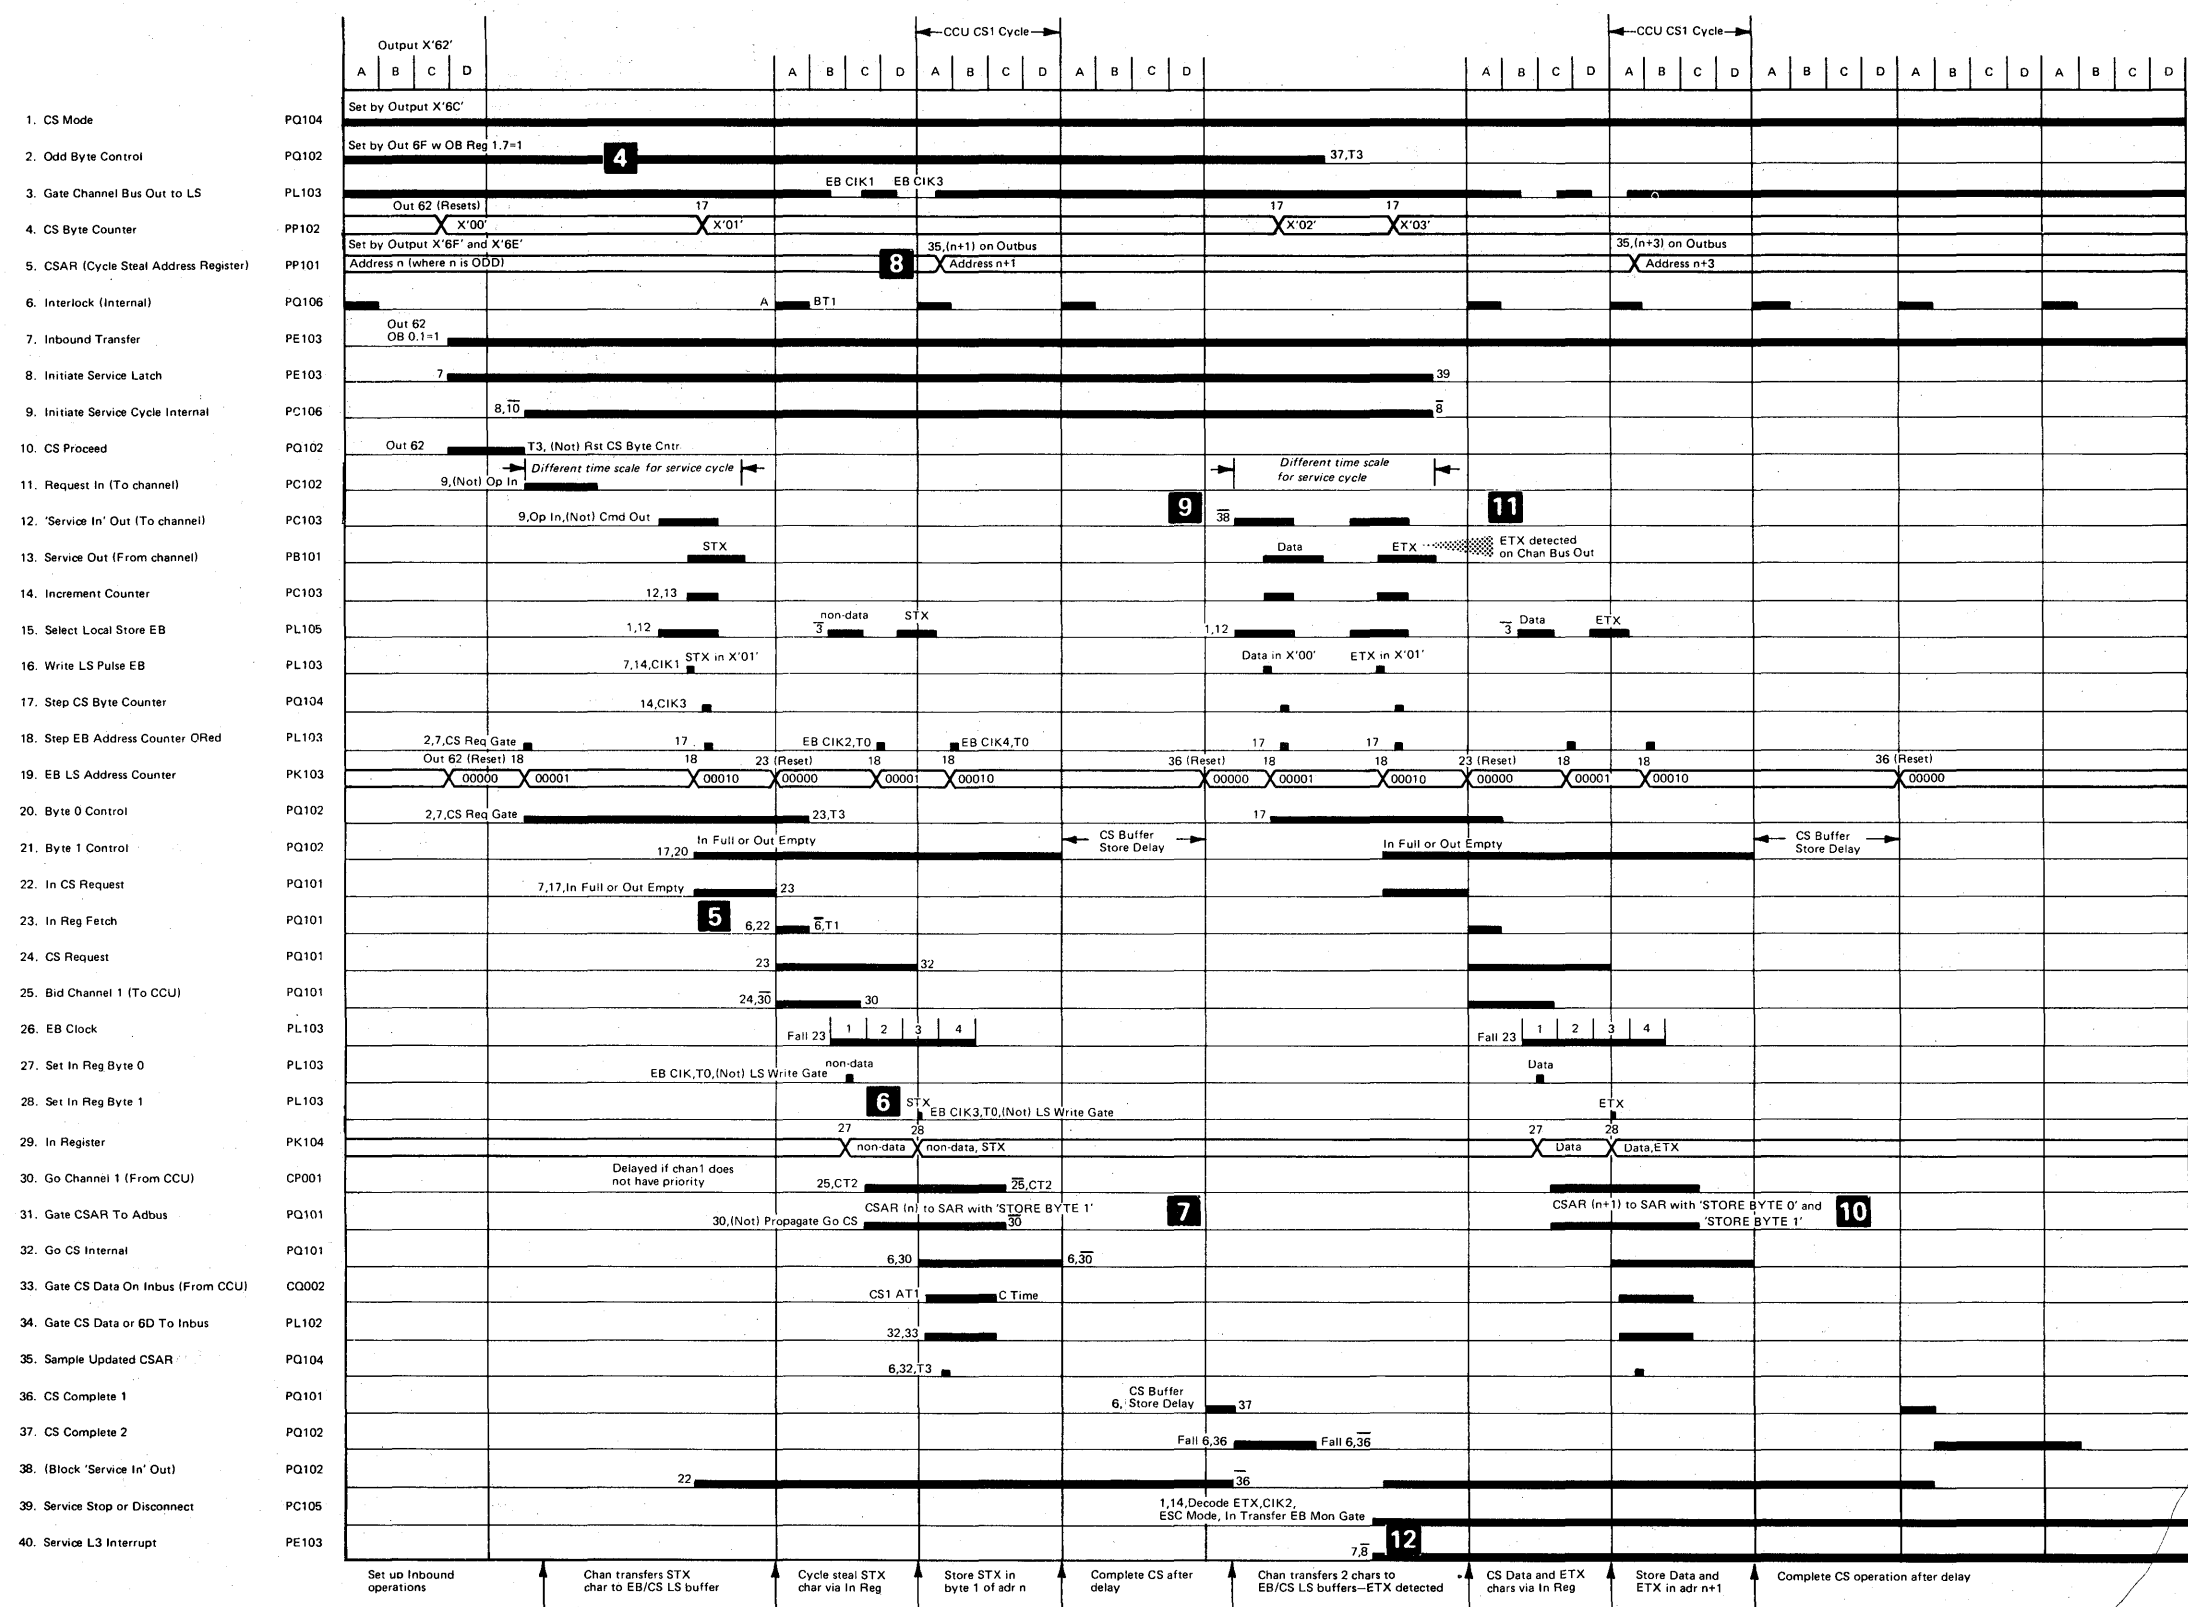 CCU CS1 Cycle
CCU CS1 Cycle
Output X'62'
A B C D A B C D A B C D A B C D A B C D A B C D A B C D A B C D A B C D
Set by Output X'6C'
1. CS Mode PQ104
Set by Out 6F w OB Reg 1.7=1
2. Odd Byte Control PQ102 4 37,T3
EB CIK1 EB CIK3
3. Gate Channel Bus Out to LS PL103
Out 62 (Resets) 17 17 17
4. CS Byte Counter PP102 X'00' X'01' X'02' X'03'
Set by Output X'6F' and X'6E' 35,(n+1) on Outbus 35,(n+3) on Outbus
5. CSAR (Cycle Steal Address Register) PP101 Address n (where n is ODD) 8 Address n+1 Address n+3
6. Interlock (Internal) PQ106 A BT1
Out 62
7. Inbound Transfer PE103 OB 0.1=1
8. Initiate Service Latch PE103 7 39
9. Initiate Service Cycle Internal PC106 8,1̅0̅ 8̅
10. CS Proceed PQ102 Out 62 T3, (Not) Rst CS Byte Cntr
Different time scale for service cycle Different time scale
for service cycle
11. Request In (To channel) PC102 9,(Not) Op In
12. 'Service In' Out (To channel) PC103 9,Op In,(Not) Cmd Out 9 3̅8̅ 11
13. Service Out (From channel) PB101 STX Data ETX ETX detected
on Chan Bus Out
14. Increment Counter PC103 12,13
non-data STX
15. Select Local Store EB PL105 1,12 3̅ 1,12 3̅ Data ETX
STX in X'01' Data in X'00' ETX in X'01'
16. Write LS Pulse EB PL103 7,14,CIK1
17. Step CS Byte Counter PQ104 14,CIK3
18. Step EB Address Counter ORed PL103 2,7,CS Req Gate 17 EB CIK2,T0 EB CIK4,T0 17 17
Out 62 (Reset) 18 18 23 (Reset) 18 18 36 (Reset) 18 18 23 (Reset) 18 18 36 (Reset)
19. EB LS Address Counter PK103 00000 00001 00010 00000 00001 00010 00000 00001 00010 00000 00001 00010 00000
20. Byte 0 Control PQ102 2,7,CS Req Gate 23,T3 17
In Full or Out Empty CS Buffer
Store Delay In Full or Out Empty CS Buffer
Store Delay
21. Byte 1 Control PQ102 17,20
22. In CS Request PQ101 7,17,In Full or Out Empty 23
23. In Reg Fetch PQ101 5 6,22 6̅,T1
24. CS Request PQ101 23 32
25. Bid Channel 1 (To CCU) PQ101 24,3̅0̅ 30
26. EB Clock PL103 Fall 23 1 2 3 4 Fall 23 1 2 3 4
non-data Data
27. Set In Reg Byte 0 PL103 EB CIK,T0,(Not) LS Write Gate
28. Set In Reg Byte 1 PL103 6 STX EB CIK3,T0,(Not) LS Write Gate ETX
27 28 27 28
29. In Register PK104 non-data non-data, STX Data Data,ETX
Delayed if chan1 does
not have priority
30. Go Channel 1 (From CCU) CP001 25,CT2 2̅5̅,CT2
CSAR (n) to SAR with 'STORE BYTE 1' 7 CSAR (n+1) to SAR with 'STORE BYTE 0' and
'STORE BYTE 1' 10
31. Gate CSAR To Adbus PQ101 30,(Not) Propagate Go CS 3̅0̅
32. Go CS Internal PQ101 6,30 6,3̅0̅
33. Gate CS Data On Inbus (From CCU) CQ002 CS1 AT1 C Time
34. Gate CS Data or 6D To Inbus PL102 32,33
35. Sample Updated CSAR PQ104 6,32,T3
36. CS Complete 1 PQ101 CS Buffer
6, Store Delay 37
37. CS Complete 2 PQ102 Fall 6,36 Fall 6,3̅6̅
38. (Block 'Service In' Out) PQ102 22 3̅6̅
39. Service Stop or Disconnect PC105 1,14,Decode ETX,CIK2,
ESC Mode, In Transfer EB Mon Gate
40. Service L3 Interrupt PE103 7,8̅ 12
Set up Inbound
operations
Chan transfers STX
char to EB/CS LS buffer
Cycle steal STX
char via In Reg
Store STX in
byte 1 of adr n
Complete CS after
delay
Chan transfers 2 chars to
EB/CS LS buffers—ETX detected
CS Data and ETX
chars via In Reg
Store Data and
ETX in adr n+1
Complete CS operation after delay